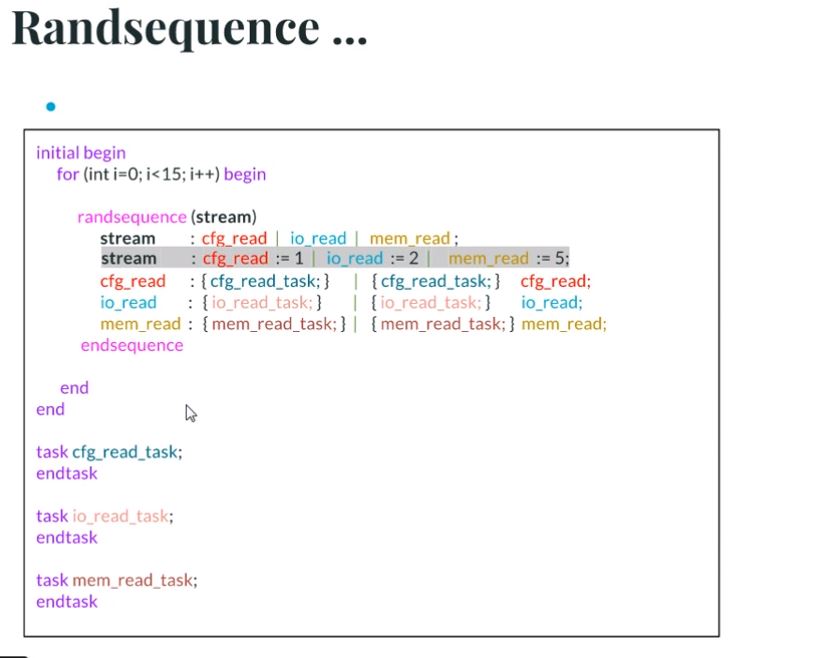 Randsequence ...
initial begin
for (int i=0; i<15; i++) begin
randsequence (stream)
stream : cfg_read | io_read | mem_read ;
stream : cfg_read := 1 | io_read := 2 | mem_read := 5;
cfg_read : { cfg_read_task; } | { cfg_read_task; } cfg_read;
io_read : { io_read_task; } | { io_read_task; } io_read;
mem_read : { mem_read_task; } | { mem_read_task; } mem_read;
endsequence
end
end
task cfg_read_task;
endtask
task io_read_task;
endtask
task mem_read_task;
endtask